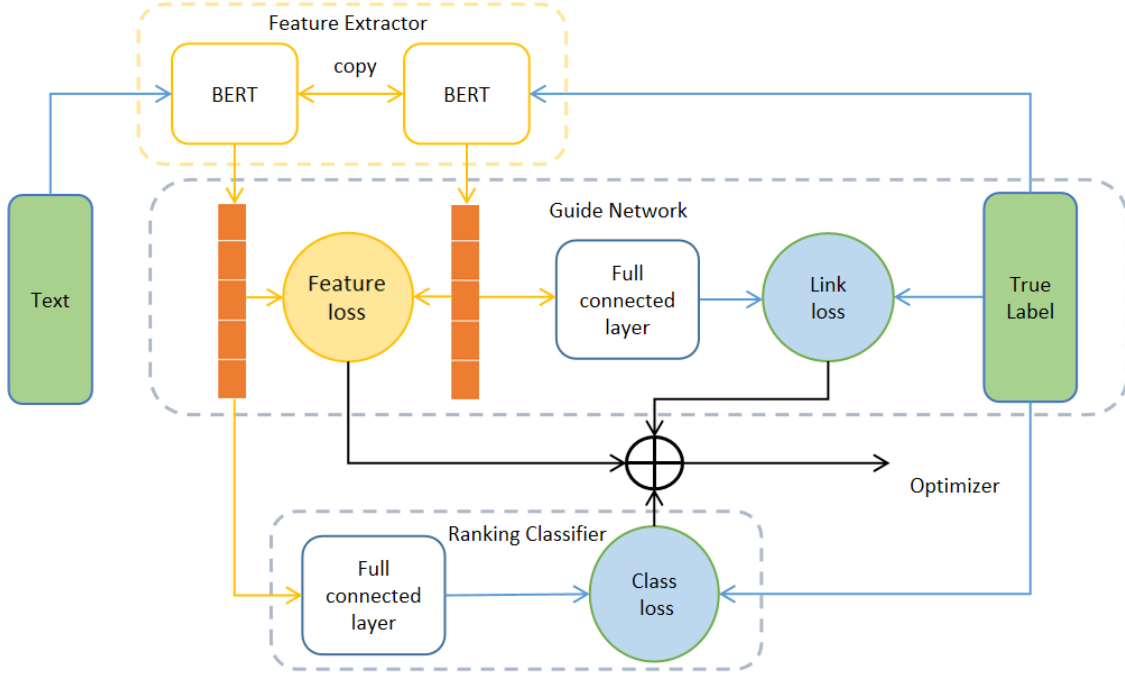 Feature Extractor
copy
BERT
BERT
Guide Network
Text
Feature
loss
Full
connected
layer
Link
loss
True
Label
Optimizer
Ranking Classifier
Full
connected
layer
Class
loss